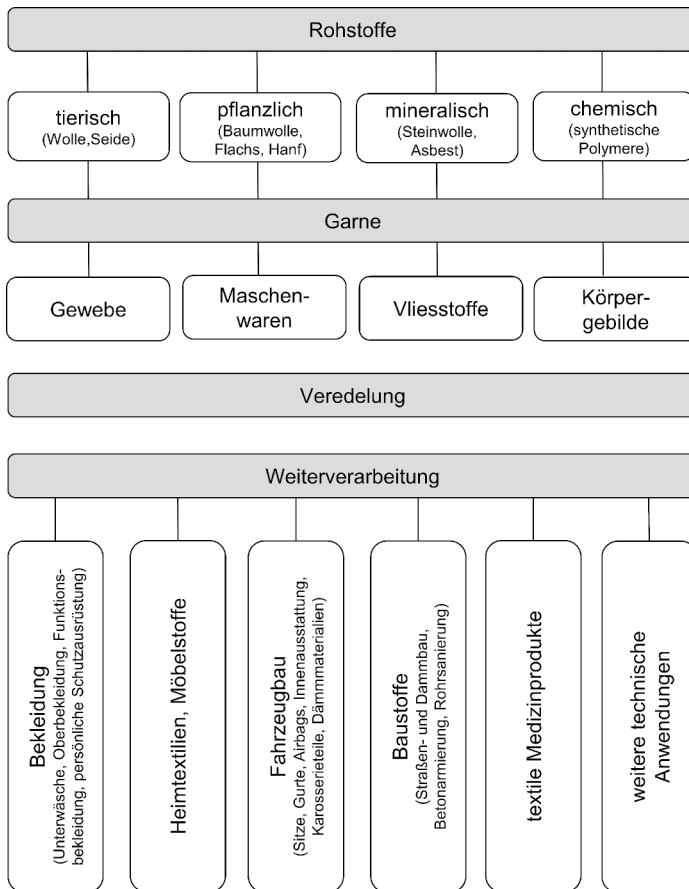 Rohstoffe
tierisch
(Wolle,Seide)
pflanzlich
(Baumwolle,
Flachs, Hanf)
mineralisch
(Steinwolle,
Asbest)
chemisch
(synthetische
Polymere)
Garne
Gewebe
Maschen-
waren
Vliesstoffe
Körper-
gebilde
Veredelung
Weiterverarbeitung
Bekleidung
(Unterwäsche, Oberbekleidung, Funktions-
bekleidung, persönliche Schutzausrüstung)
Heimtextilien, Möbelstoffe
Fahrzeugbau
(Sitze, Gurte, Airbags, Innenausstattung,
Karosserieteile, Dämmmaterialien)
Baustoffe
(Straßen- und Dammbau,
Betonarmierung, Rohrsanierung)
textile Medizinprodukte
weitere technische
Anwendungen